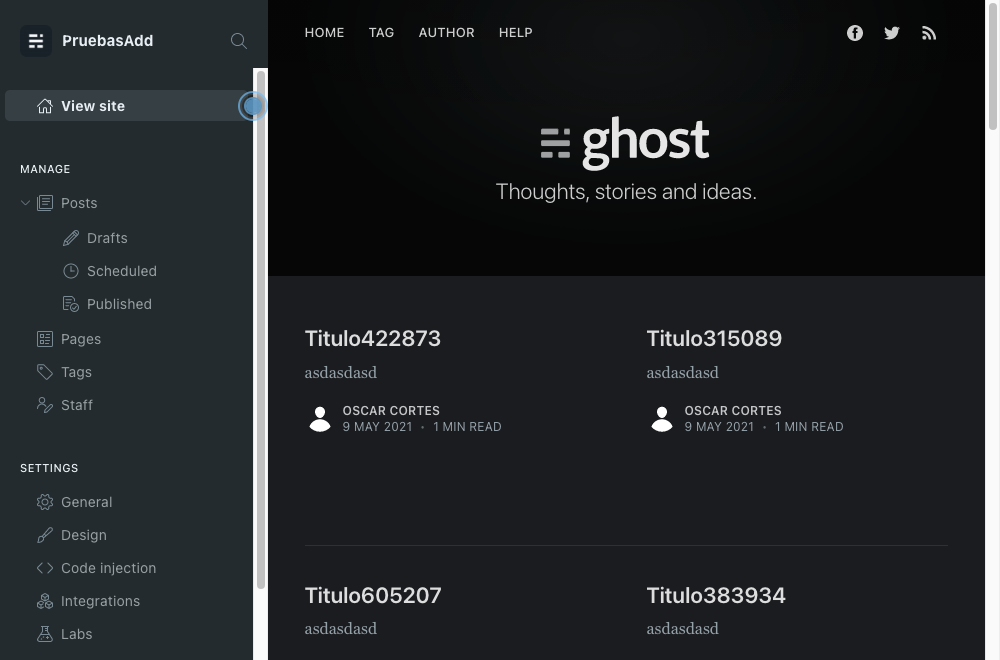 PruebasAdd
View site
MANAGE
Posts
Drafts
Scheduled
Published
Pages
Tags
Staff
SETTINGS
General
Design
Code injection
Integrations
Labs
HOME TAG AUTHOR HELP
ghost
Thoughts, stories and ideas.
Titulo422873
asdasdasd
OSCAR CORTES
9 MAY 2021 • 1 MIN READ
Titulo315089
asdasdasd
OSCAR CORTES
9 MAY 2021 • 1 MIN READ
Titulo605207
asdasdasd
Titulo383934
asdasdasd